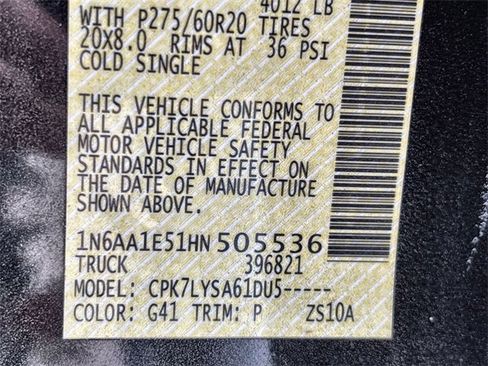 4012 LB
WITH P275/60R20 TIRES
20X8.0 RIMS AT 36 PSI
COLD SINGLE
THIS VEHICLE CONFORMS TO
ALL APPLICABLE FEDERAL
MOTOR VEHICLE SAFETY
STANDARDS IN EFFECT ON
THE DATE OF MANUFACTURE
SHOWN ABOVE.
1N6AA1E51HN505536
TRUCK 396821
MODEL: CPK7LYSA61DU5-----
COLOR: G41 TRIM: P ZS10A